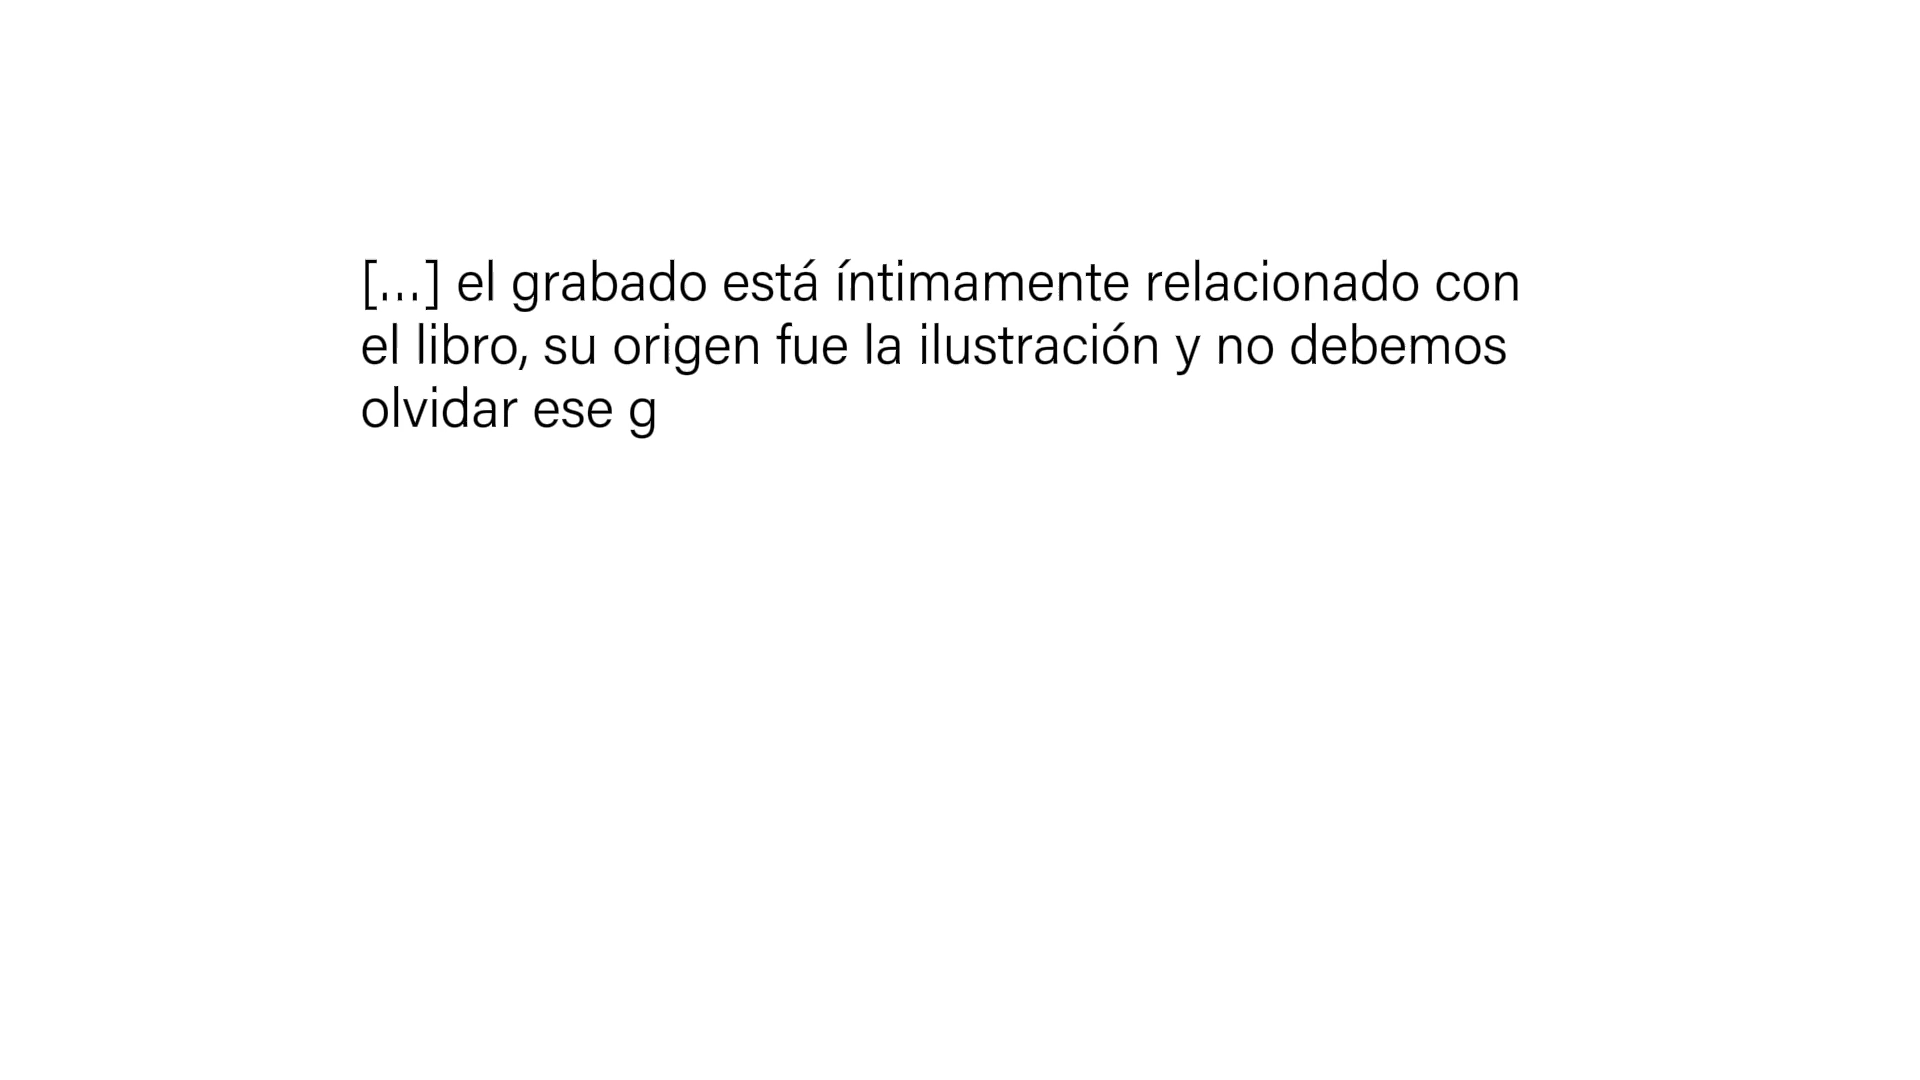 [...] el grabado está íntimamente relacionado con
el libro, su origen fue la ilustración y no debemos
olvidar ese g